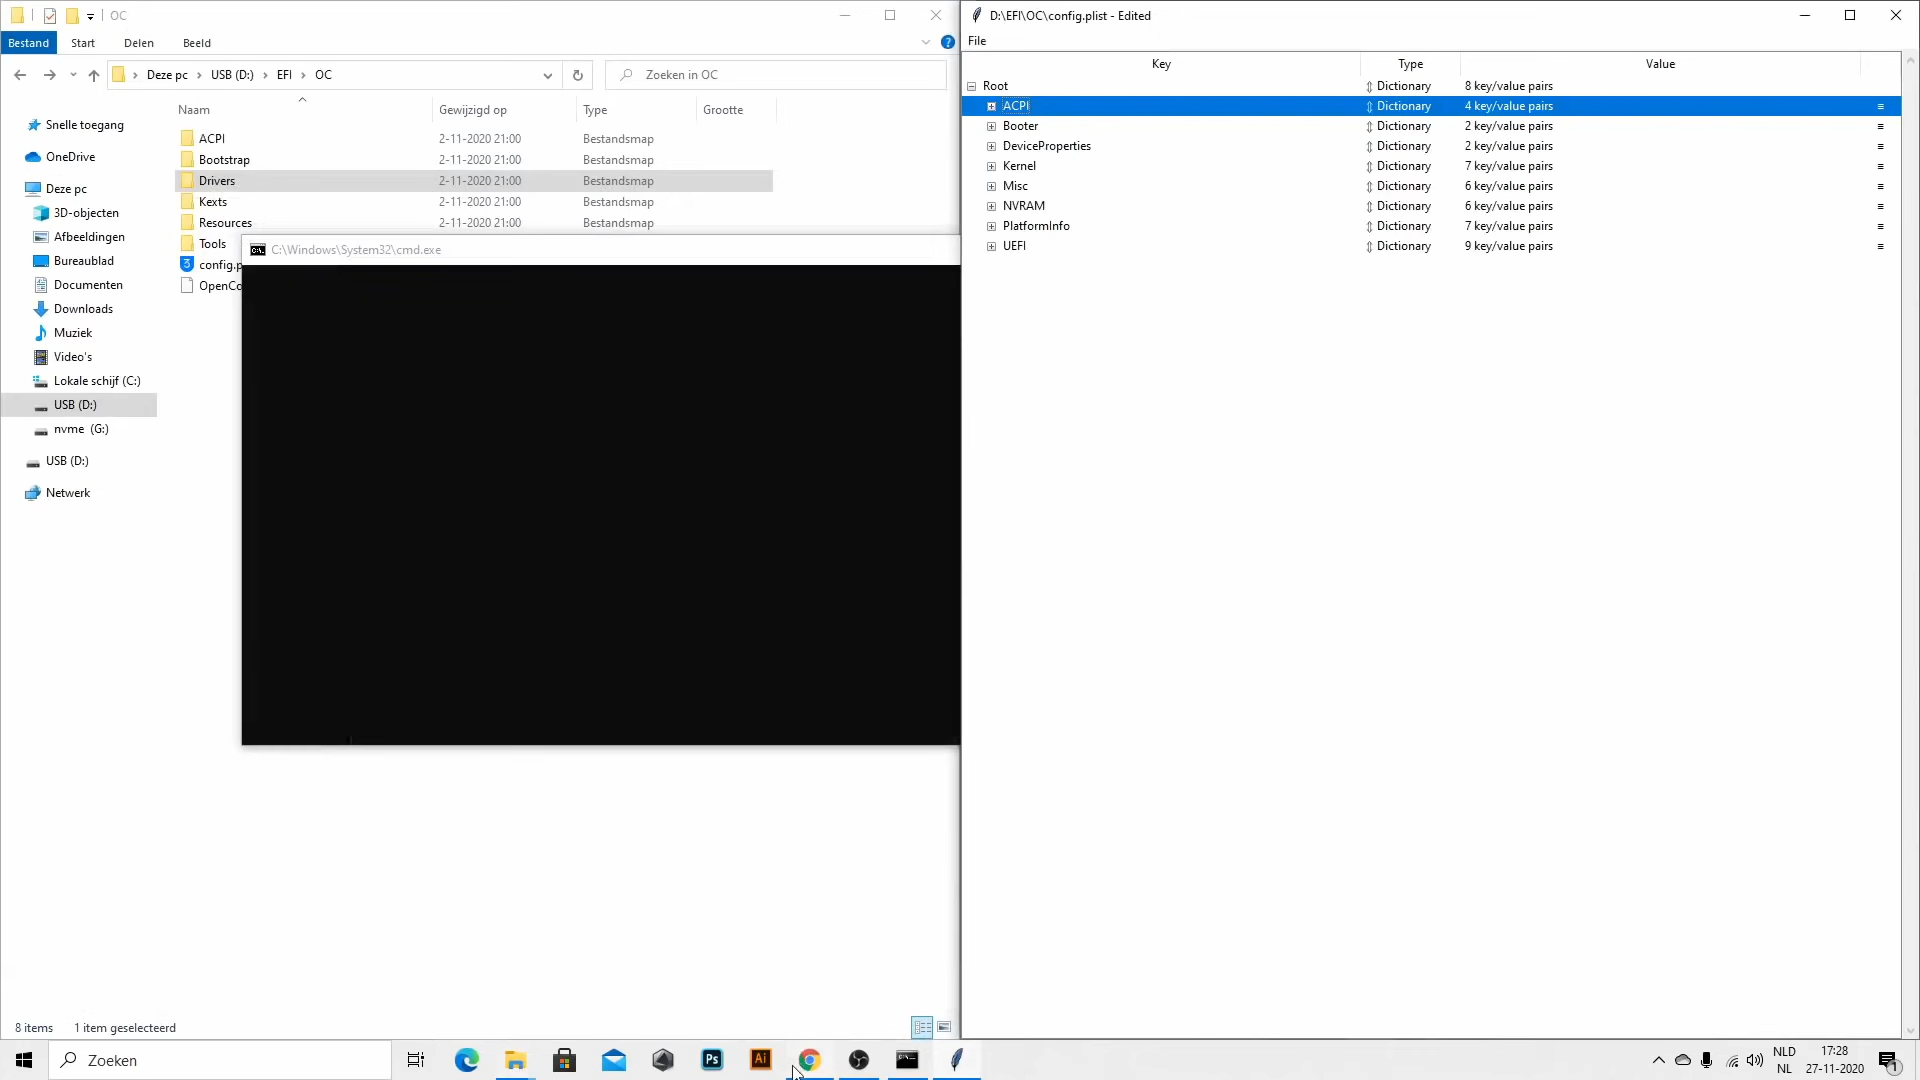 OC
Bestand Start Delen Beeld
Deze pc › USB (D:) › EFI › OC
Zoeken in OC
Naam Gewijzigd op Type Grootte
Snelle toegang
OneDrive
Deze pc
3D-objecten
Afbeeldingen
Bureaublad
Documenten
Downloads
Muziek
Video's
Lokale schijf (C:)
USB (D:)
nvme (G:)
USB (D:)
Netwerk
ACPI 2-11-2020 21:00 Bestandsmap
Bootstrap 2-11-2020 21:00 Bestandsmap
Drivers 2-11-2020 21:00 Bestandsmap
Kexts 2-11-2020 21:00 Bestandsmap
Resources 2-11-2020 21:00 Bestandsmap
Tools
config.p
OpenCo
C:\Windows\System32\cmd.exe
8 items 1 item geselecteerd
D:\EFI\OC\config.plist - Edited
File
Key Type Value
Root Dictionary 8 key/value pairs
ACPI Dictionary 4 key/value pairs
Booter Dictionary 2 key/value pairs
DeviceProperties Dictionary 2 key/value pairs
Kernel Dictionary 7 key/value pairs
Misc Dictionary 6 key/value pairs
NVRAM Dictionary 6 key/value pairs
PlatformInfo Dictionary 7 key/value pairs
UEFI Dictionary 9 key/value pairs
Zoeken
Ps
Ai
NLD
NL
17:28
27-11-2020
1